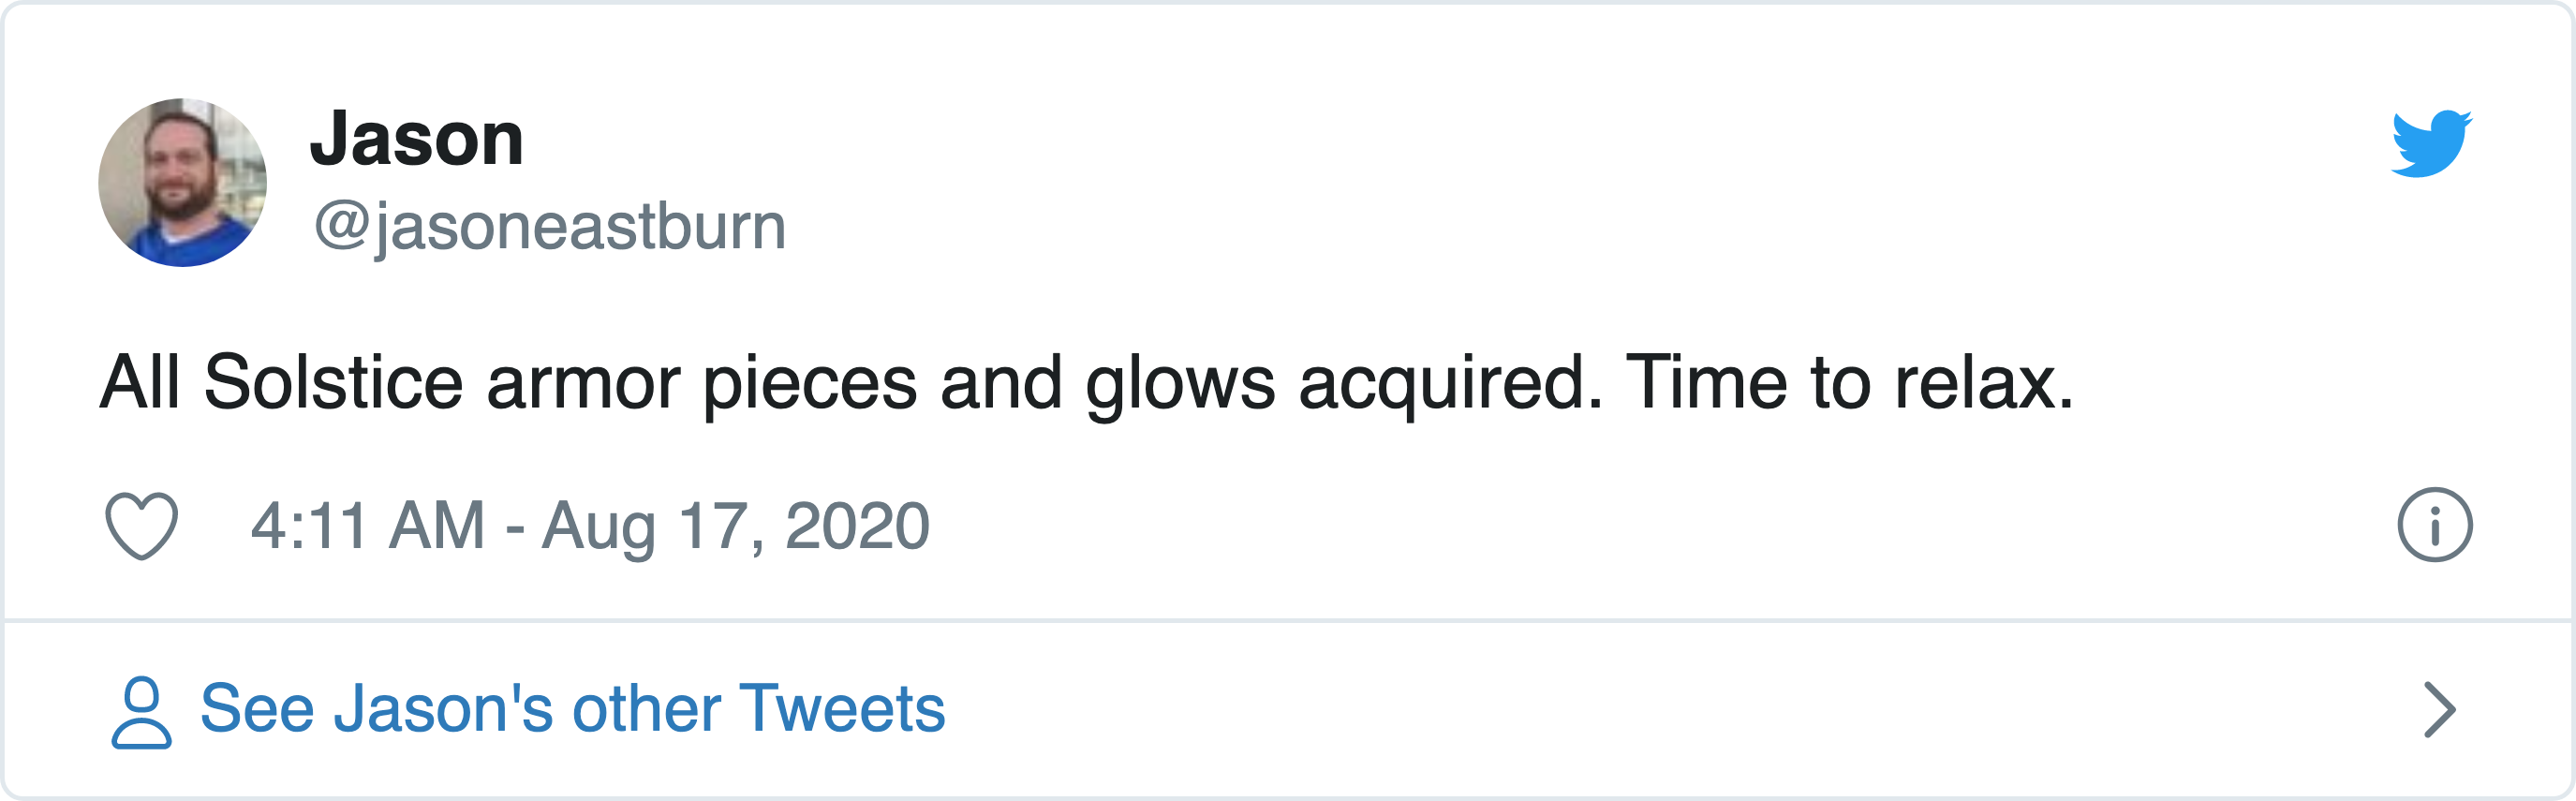 Jason
@jasoneastburn
All Solstice armor pieces and glows acquired. Time to relax.
4:11 AM - Aug 17, 2020
See Jason's other Tweets